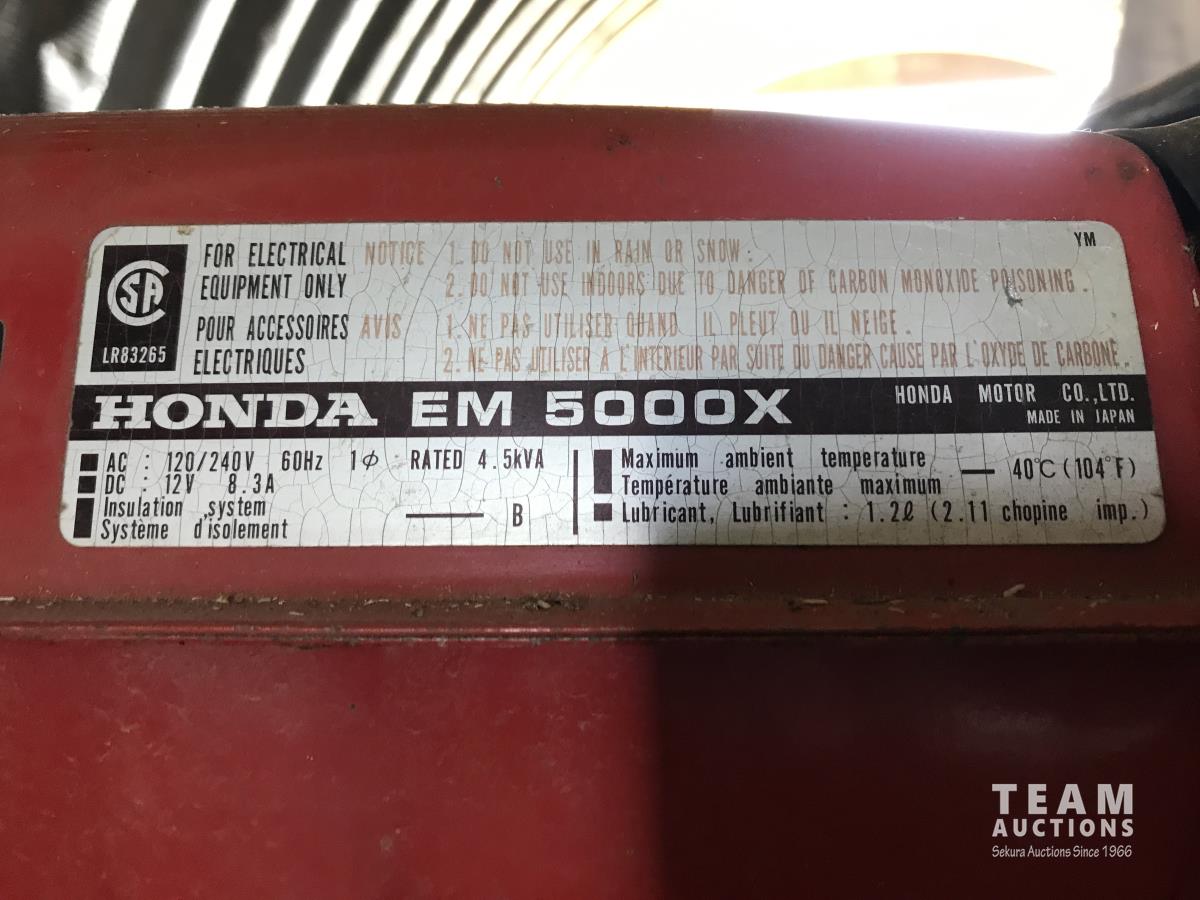 FOR ELECTRICAL NOTICE 1. DO NOT USE IN RAIN OR SNOW.
EQUIPMENT ONLY 2. DO NOT USE INDOORS DUE TO DANGER OF CARBON MONOXIDE POISONING.
YM
CSA
LR83265
POUR ACCESSOIRES AVIS 1. NE PAS UTILISER QUAND IL PLEUT OU IL NEIGE.
ELECTRIQUES 2. NE PAS UTILISER A L'INTERIEUR PAR SUITE DU DANGER CAUSE PAR L'OXYDE DE CARBONE.
HONDA EM 5000X HONDA MOTOR CO.,LTD.
MADE IN JAPAN
AC : 120/240V 60Hz 1φ RATED 4.5kVA
DC : 12V 8.3A
Insulation system
Système d'isolement — B
Maximum ambient temperature
Température ambiante maximum — 40°C (104°F)
Lubricant, Lubrifiant : 1.2ℓ (2.11 chopine imp.)
TEAM
AUCTIONS
Sekura Auctions Since 1966